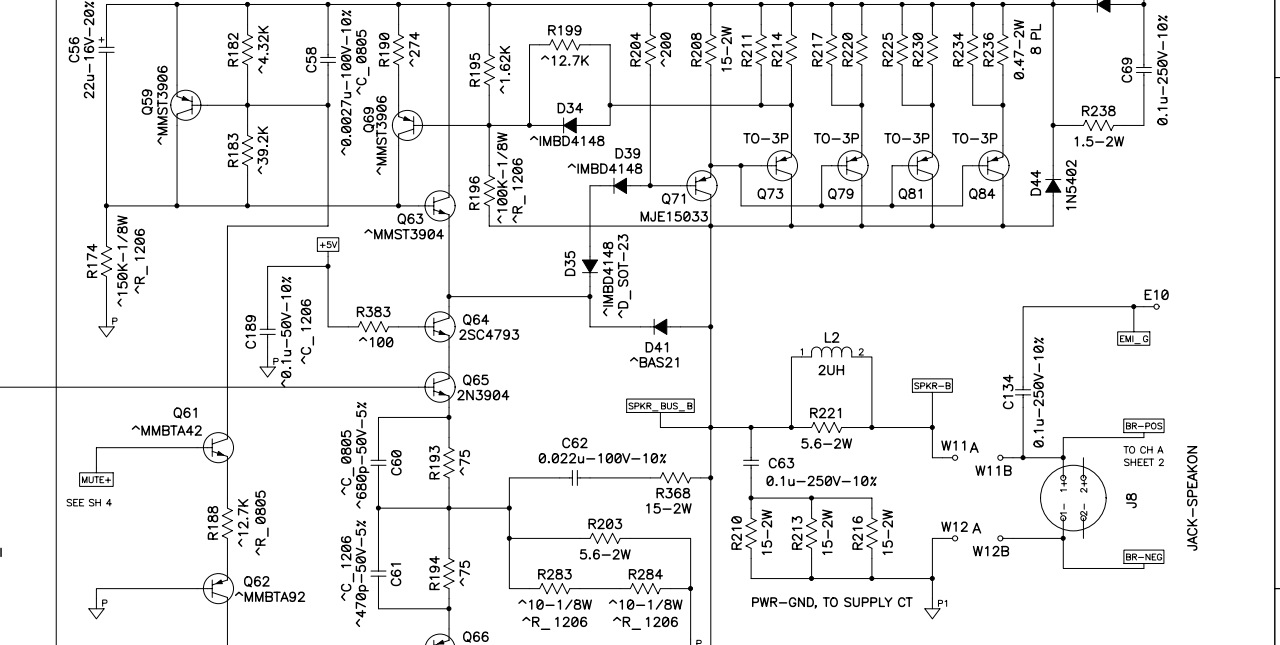 C56
22u-16V-20%
Q59
^MMST3906
R182
^4.32K
R183
^39.2K
C58
^0.0027u-100V-10%
^C_0805
R190
^274
Q69
^MMST3906
R195
^1.62K
R199
^12.7K
D34
^IMBD4148
R204
^200
R208
15-2W
R211
R214
R217
R220
R225
R230
R234
R236
0.47-2W
8 PL
C69
0.1u-250V-10%
R238
1.5-2W
D44
1N5402
TO-3P
TO-3P
TO-3P
TO-3P
Q73
Q79
Q81
Q84
D39
^IMBD4148
Q71
MJE15033
R196
^100K-1/8W
^R_1206
Q63
^MMST3904
R174
^150K-1/8W
^R_1206
P
+5V
C189
^0.1u-50V-10%
^C_1206
P
R383
^100
Q64
2SC4793
D35
^IMBD4148
^D_SOT-23
D41
^BAS21
Q65
2N3904
L2
1
2
2UH
R221
5.6-2W
SPKR_BUS_B
SPKR-B
E10
EMI_G
C134
0.1u-250V-10%
BR-POS
TO CH A
SHEET 2
W11A
W11B
1+
2+
1-
2-
J8
JACK-SPEAKON
W12A
W12B
BR-NEG
Q61
^MMBTA42
MUTE+
SEE SH 4
R188
^12.7K
^R_0805
Q62
^MMBTA92
P
^C_0805
^680p-50V-5%
C60
R193
^75
^C_1206
^470p-50V-5%
C61
R194
^75
Q66
C62
0.022u-100V-10%
R368
15-2W
R203
5.6-2W
R283
^10-1/8W
^R_1206
R284
^10-1/8W
^R_1206
P
C63
0.1u-250V-10%
R210
15-2W
R213
15-2W
R216
15-2W
PWR-GND, TO SUPPLY CT
P1